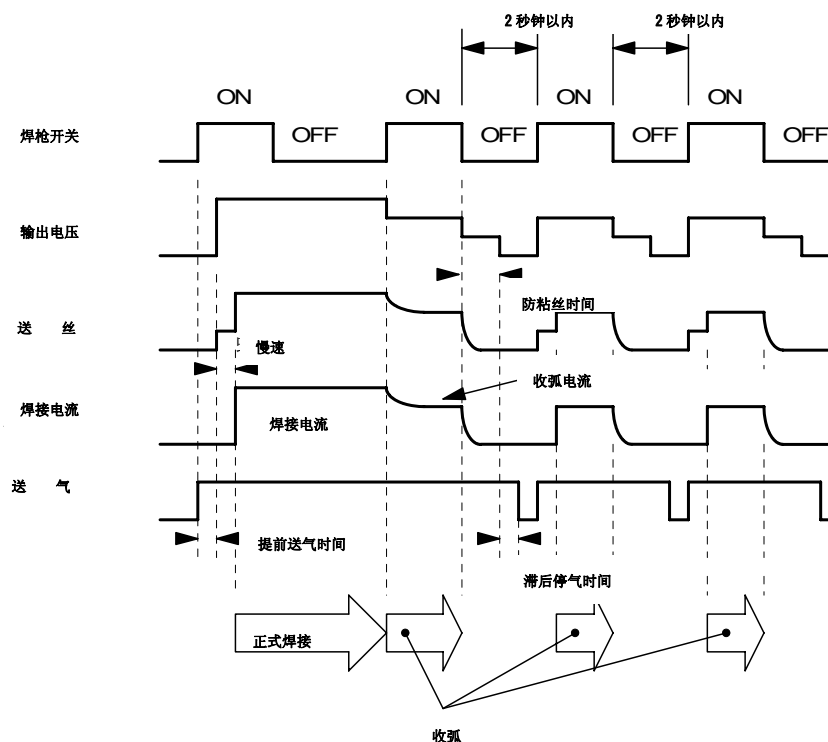 2 秒钟以内 2 秒钟以内
ON ON ON ON
焊枪开关 OFF OFF OFF OFF
输出电压
防粘丝时间
送 丝
慢速
收弧电流
焊接电流
焊接电流
送 气
提前送气时间
滞后停气时间
正式焊接
收弧